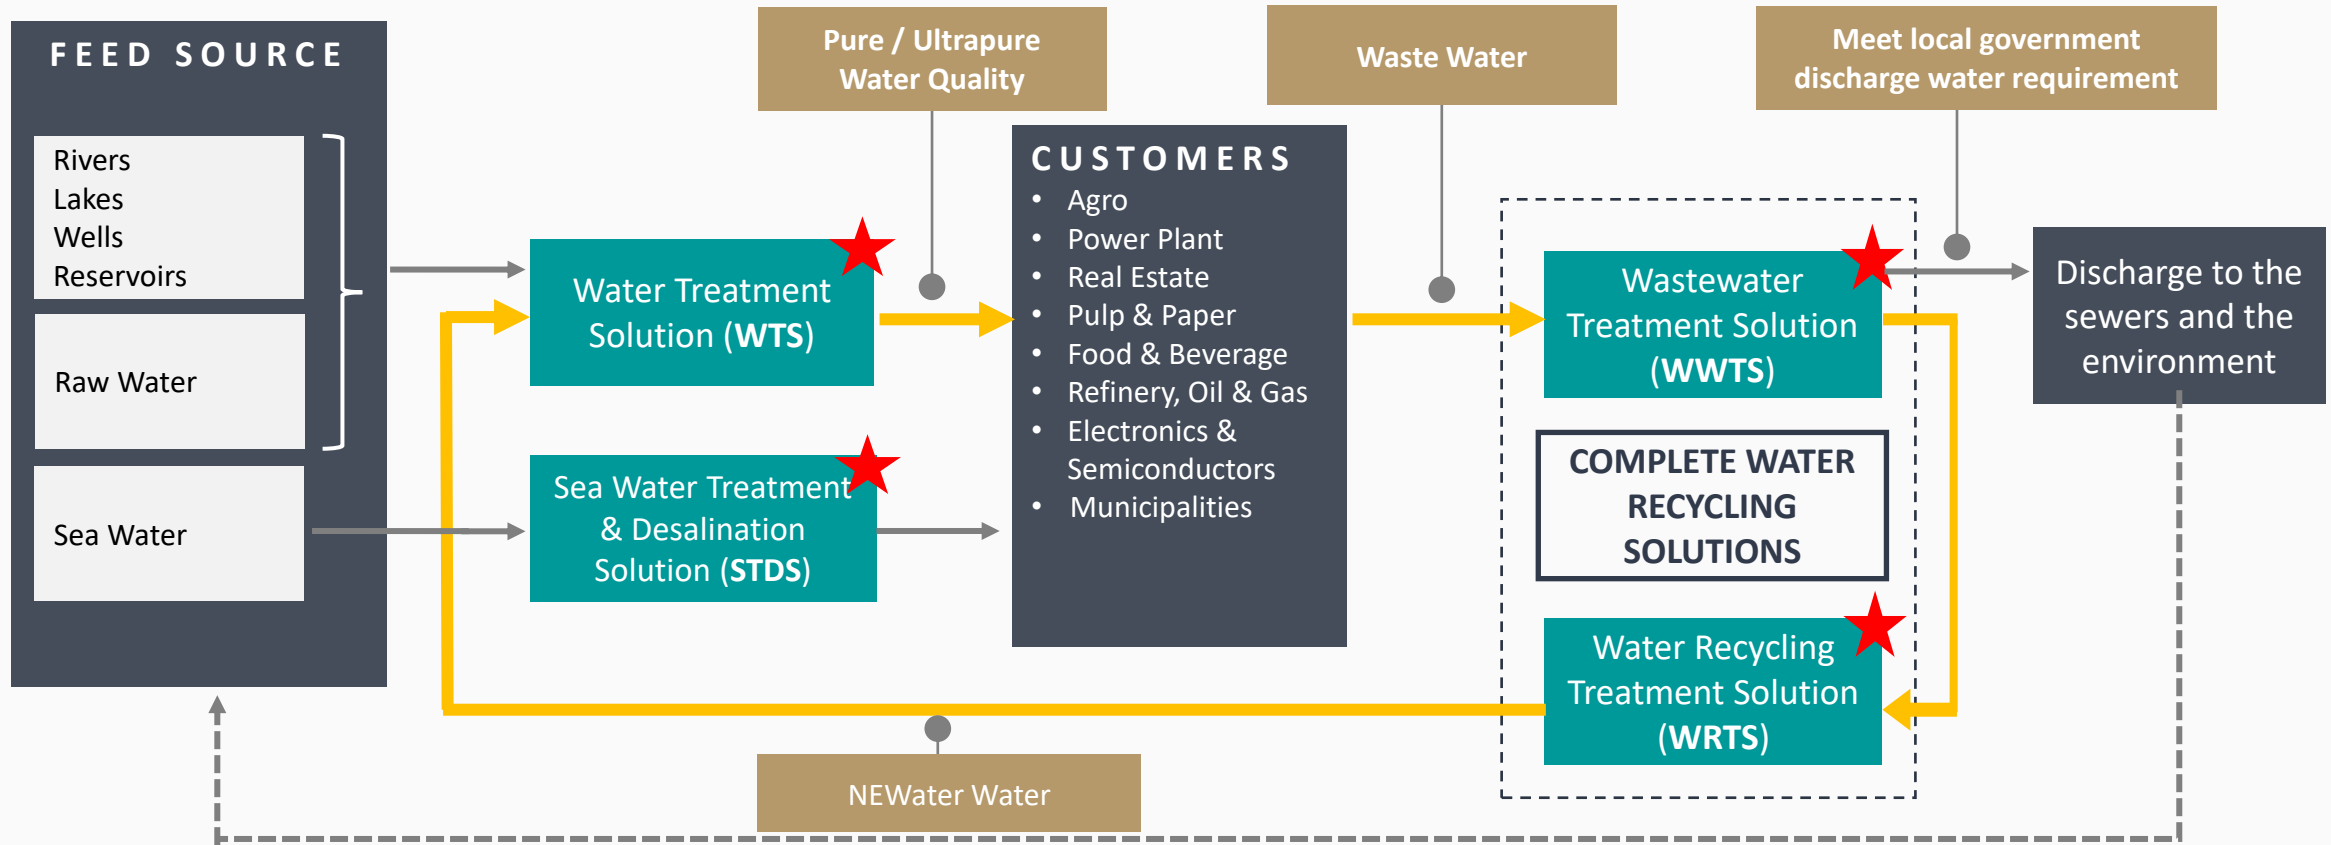 FEED SOURCE
Rivers
Lakes
Wells
Reservoirs
Raw Water
Sea Water
Water Treatment
Solution (WTS)
Sea Water Treatment
& Desalination
Solution (STDS)
Pure / Ultrapure
Water Quality
CUSTOMERS
• Agro
• Power Plant
• Real Estate
• Pulp & Paper
• Food & Beverage
• Refinery, Oil & Gas
• Electronics &
Semiconductors
• Municipalities
Waste Water
Wastewater
Treatment Solution
(WWTS)
COMPLETE WATER
RECYCLING
SOLUTIONS
Water Recycling
Treatment Solution
(WRTS)
Meet local government
discharge water requirement
Discharge to the
sewers and the
environment
NEWater Water